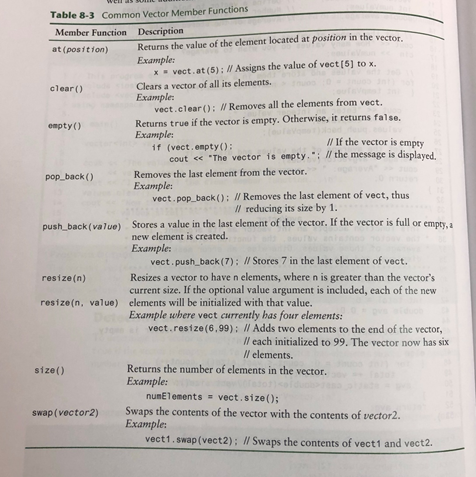 well as some
Table 8-3 Common Vector Member Functions
Member Function Description
at(position) Returns the value of the element located at position in the vector.
Example:
x = vect.at(5); // Assigns the value of vect[5] to x.
clear() Clears a vector of all its elements.
Example:
vect.clear(); // Removes all the elements from vect.
empty() Returns true if the vector is empty. Otherwise, it returns false.
Example:
if (vect.empty(); // If the vector is empty
cout << "The vector is empty."; // the message is displayed.
pop_back() Removes the last element from the vector.
Example:
vect.pop_back(); // Removes the last element of vect, thus
// reducing its size by 1.
push_back(value) Stores a value in the last element of the vector. If the vector is full or empty, a
new element is created.
Example:
vect.push_back(7); // Stores 7 in the last element of vect.
resize(n) Resizes a vector to have n elements, where n is greater than the vector's
current size. If the optional value argument is included, each of the new
resize(n, value) elements will be initialized with that value.
Example where vect currently has four elements:
vect.resize(6,99); // Adds two elements to the end of the vector,
// each initialized to 99. The vector now has six
// elements.
size() Returns the number of elements in the vector.
Example:
numElements = vect.size();
swap(vector2) Swaps the contents of the vector with the contents of vector2.
Example:
vect1.swap(vect2); // Swaps the contents of vect1 and vect2.